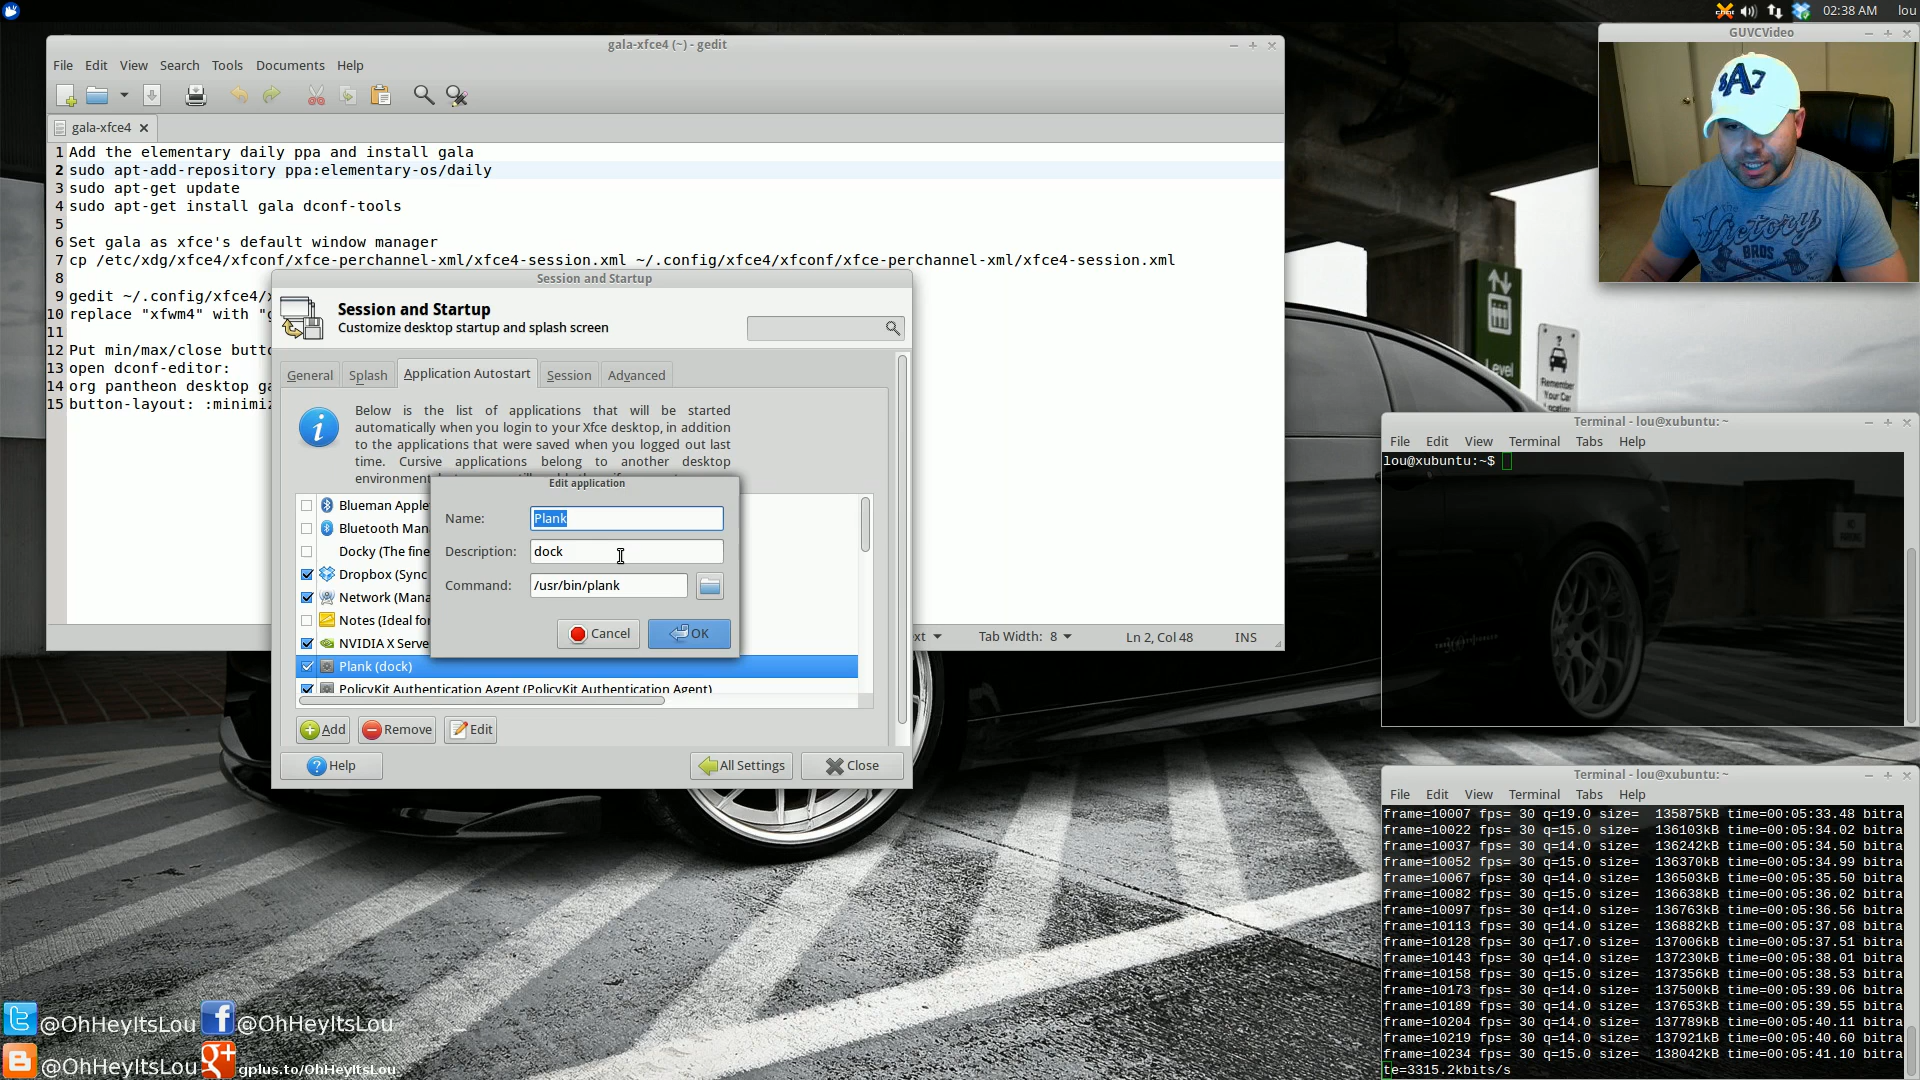 02:38 AM lou
gala-xfce4 (~) - gedit
File Edit View Search Tools Documents Help
gala-xfce4
1 Add the elementary daily ppa and install gala
2 sudo apt-add-repository ppa:elementary-os/daily
3 sudo apt-get update
4 sudo apt-get install gala dconf-tools
5
6 Set gala as xfce's default window manager
7 cp /etc/xdg/xfce4/xfconf/xfce-perchannel-xml/xfce4-session.xml ~/.config/xfce4/xfconf/xfce-perchannel-xml/xfce4-session.xml
8
9 gedit ~/.config/xfce4/
10 replace "xfwm4" with "
11
12 Put min/max/close butt
13 open dconf-editor:
14 org pantheon desktop ga
15 button-layout: :minimi
Tab Width: 8 Ln 2, Col 48 INS
Session and Startup
Session and Startup
Customize desktop startup and splash screen
General Splash Application Autostart Session Advanced
Below is the list of applications that will be started
automatically when you login to your Xfce desktop, in addition
to the applications that were saved when you logged out last
time. Cursive applications belong to another desktop
environment
Blueman Apple
Bluetooth Man
Docky (The fine
Dropbox (Sync
Network (Mana
Notes (Ideal for
NVIDIA X Serve
Plank (dock)
PolicyKit Authentication Agent (PolicyKit Authentication Agent)
Add Remove Edit
Help All Settings Close
Edit application
Name: Plank
Description: dock
Command: /usr/bin/plank
Cancel OK
GUVCVideo
A7
the
Victory
BROS
Level
Remember
Your Car
Location
Terminal - lou@xubuntu: ~
File Edit View Terminal Tabs Help
lou@xubuntu:~$
Terminal - lou@xubuntu: ~
File Edit View Terminal Tabs Help
frame=10007 fps= 30 q=19.0 size= 135875kB time=00:05:33.48 bitra
frame=10022 fps= 30 q=15.0 size= 136103kB time=00:05:34.02 bitra
frame=10037 fps= 30 q=14.0 size= 136242kB time=00:05:34.50 bitra
frame=10052 fps= 30 q=15.0 size= 136370kB time=00:05:34.99 bitra
frame=10067 fps= 30 q=14.0 size= 136503kB time=00:05:35.50 bitra
frame=10082 fps= 30 q=15.0 size= 136638kB time=00:05:36.02 bitra
frame=10097 fps= 30 q=14.0 size= 136763kB time=00:05:36.56 bitra
frame=10113 fps= 30 q=14.0 size= 136882kB time=00:05:37.08 bitra
frame=10128 fps= 30 q=17.0 size= 137006kB time=00:05:37.51 bitra
frame=10143 fps= 30 q=14.0 size= 137230kB time=00:05:38.01 bitra
frame=10158 fps= 30 q=15.0 size= 137356kB time=00:05:38.53 bitra
frame=10173 fps= 30 q=14.0 size= 137500kB time=00:05:39.06 bitra
frame=10189 fps= 30 q=14.0 size= 137653kB time=00:05:39.55 bitra
frame=10204 fps= 30 q=14.0 size= 137789kB time=00:05:40.11 bitra
frame=10219 fps= 30 q=14.0 size= 137921kB time=00:05:40.60 bitra
frame=10234 fps= 30 q=15.0 size= 138042kB time=00:05:41.10 bitra
te=3315.2kbits/s
@OhHeyItsLou @OhHeyItsLou
@OhHeyItsLou gplus.to/OhHeyItsLou